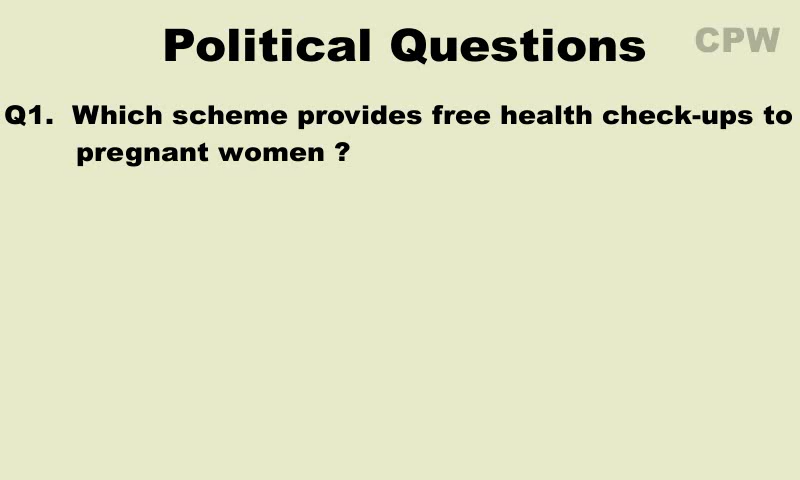 Political Questions
CPW
Q1. Which scheme provides free health check-ups to
pregnant women ?